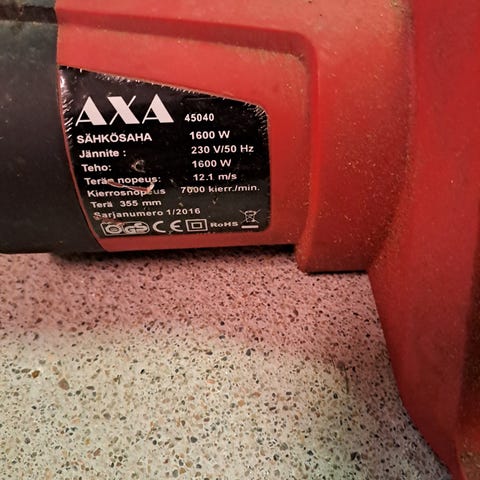 AXA 45040
SÄHKÖSAHA 1600 W
Jännite : 230 V/50 Hz
Teho: 1600 W
Terän nopeus: 12.1 m/s
Kierrosnopeus 7000 kierr./min.
Terä 355 mm
Sarjanumero 1/2016
GS CE RoHS